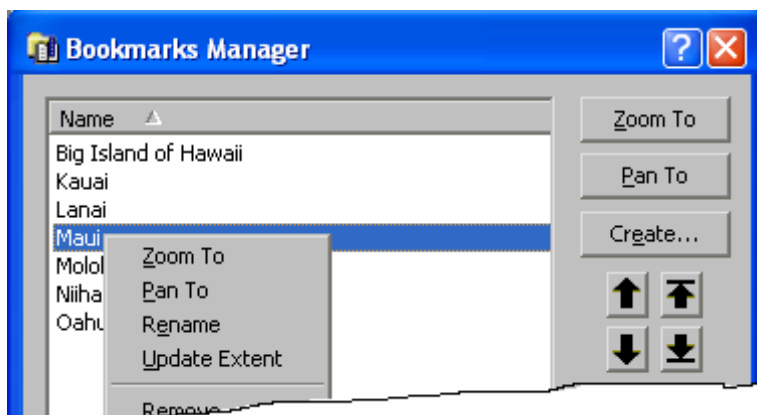 Bookmarks Manager
Name
Zoom To
Big Island of Hawaii
Kauai
Pan To
Lanai
Maui
Create...
Zoom To
Pan To
Rename
Update Extent
Remove